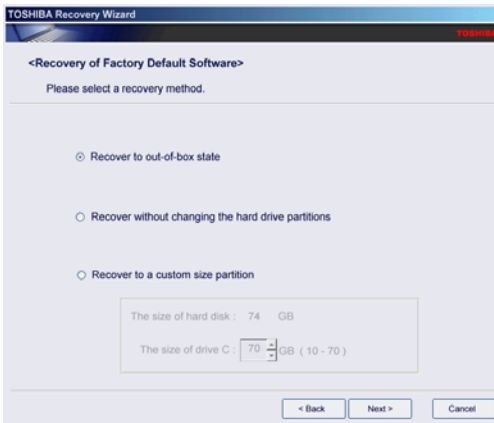 TOSHIBA Recovery Wizard
TOSHIBA
<Recovery of Factory Default Software>
Please select a recovery method.
Recover to out-of-box state
Recover without changing the hard drive partitions
Recover to a custom size partition
The size of hard disk : 74 GB
The size of drive C : 70 GB ( 10 - 70 )
< Back Next > Cancel